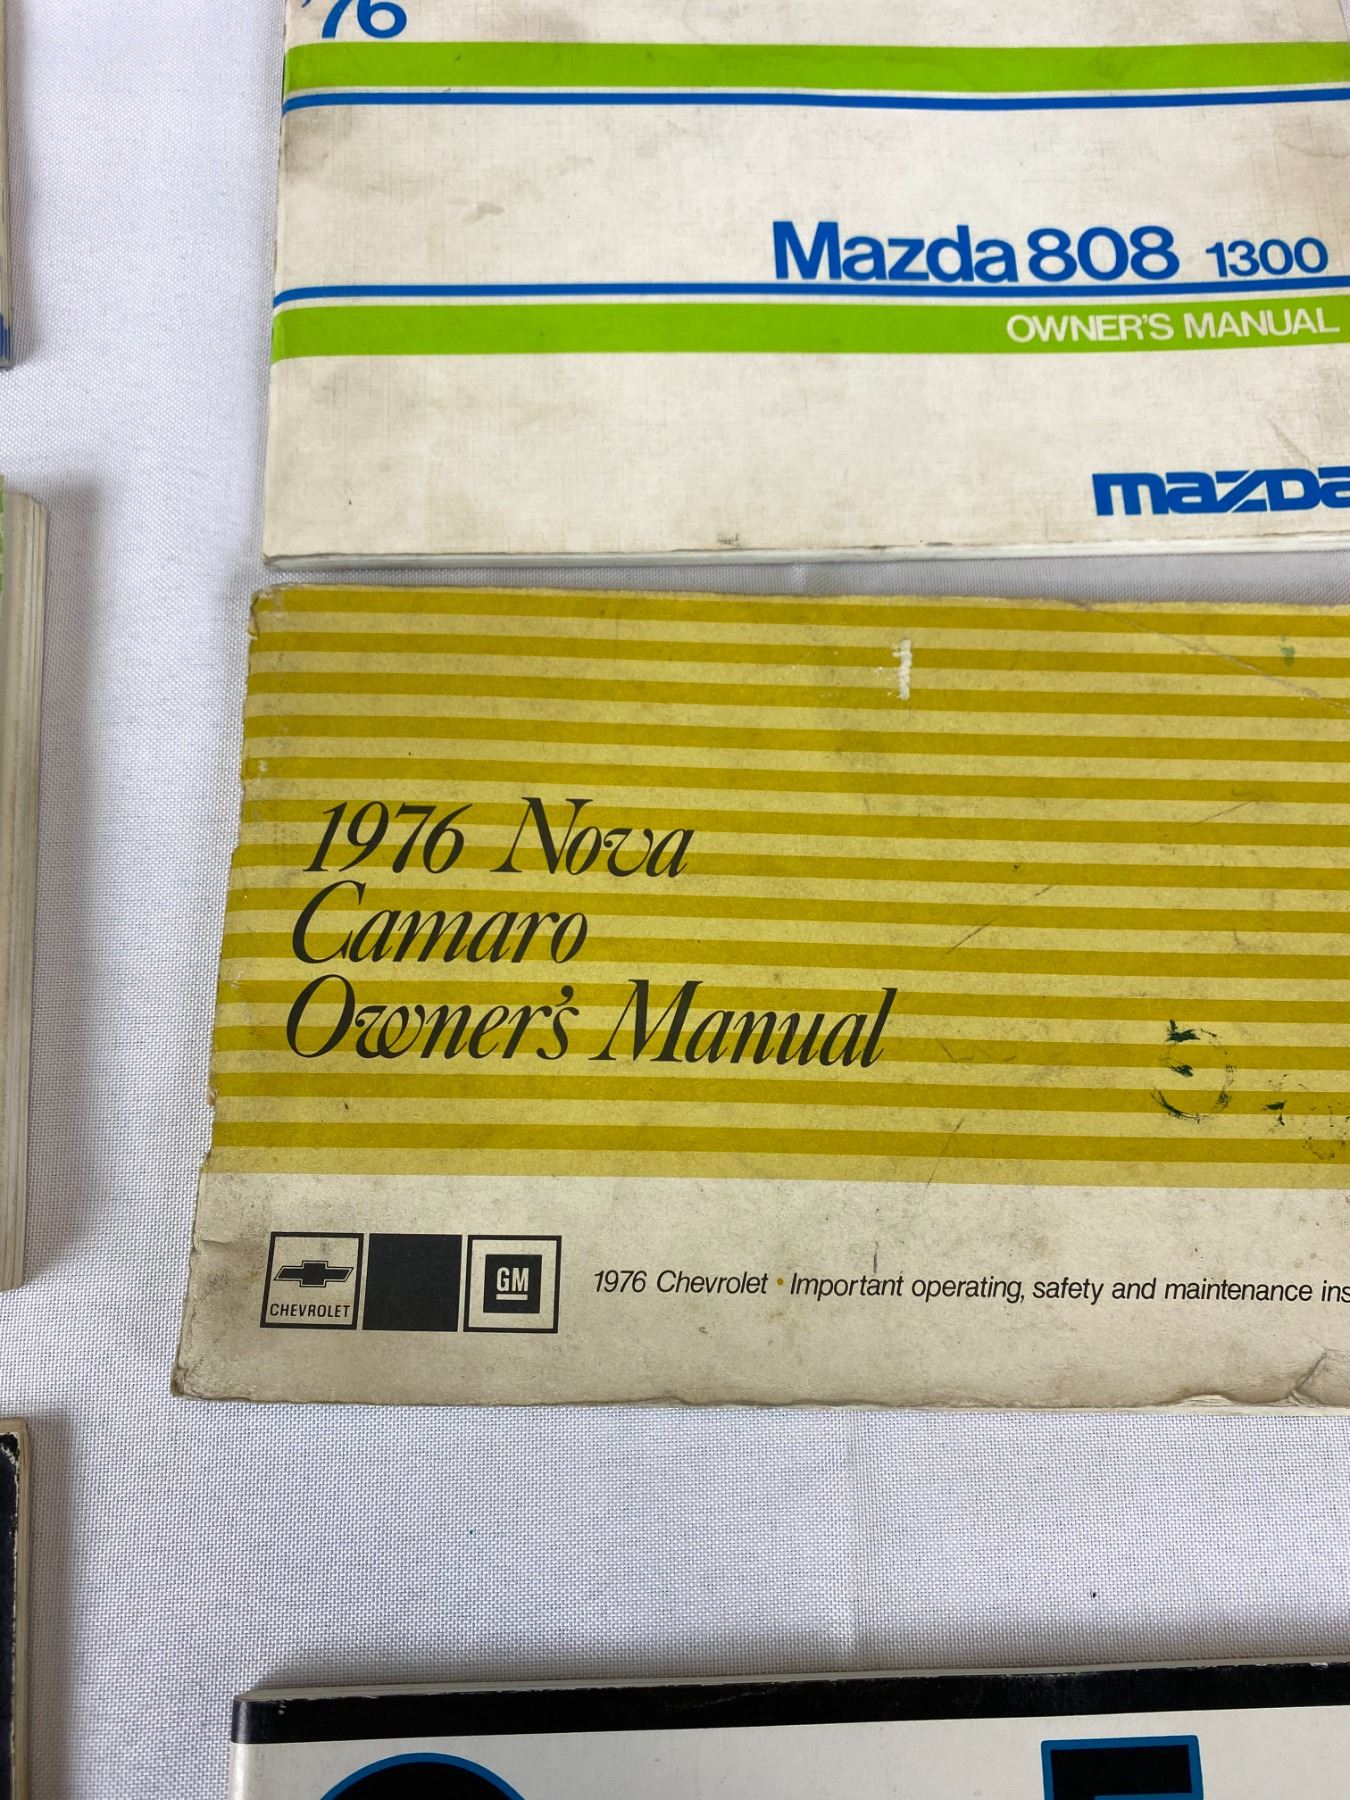 '76
Mazda 808 1300
OWNER'S MANUAL
mazda
1976 Nova
Camaro
Owner's Manual
CHEVROLET
GM
1976 Chevrolet • Important operating, safety and maintenance ins